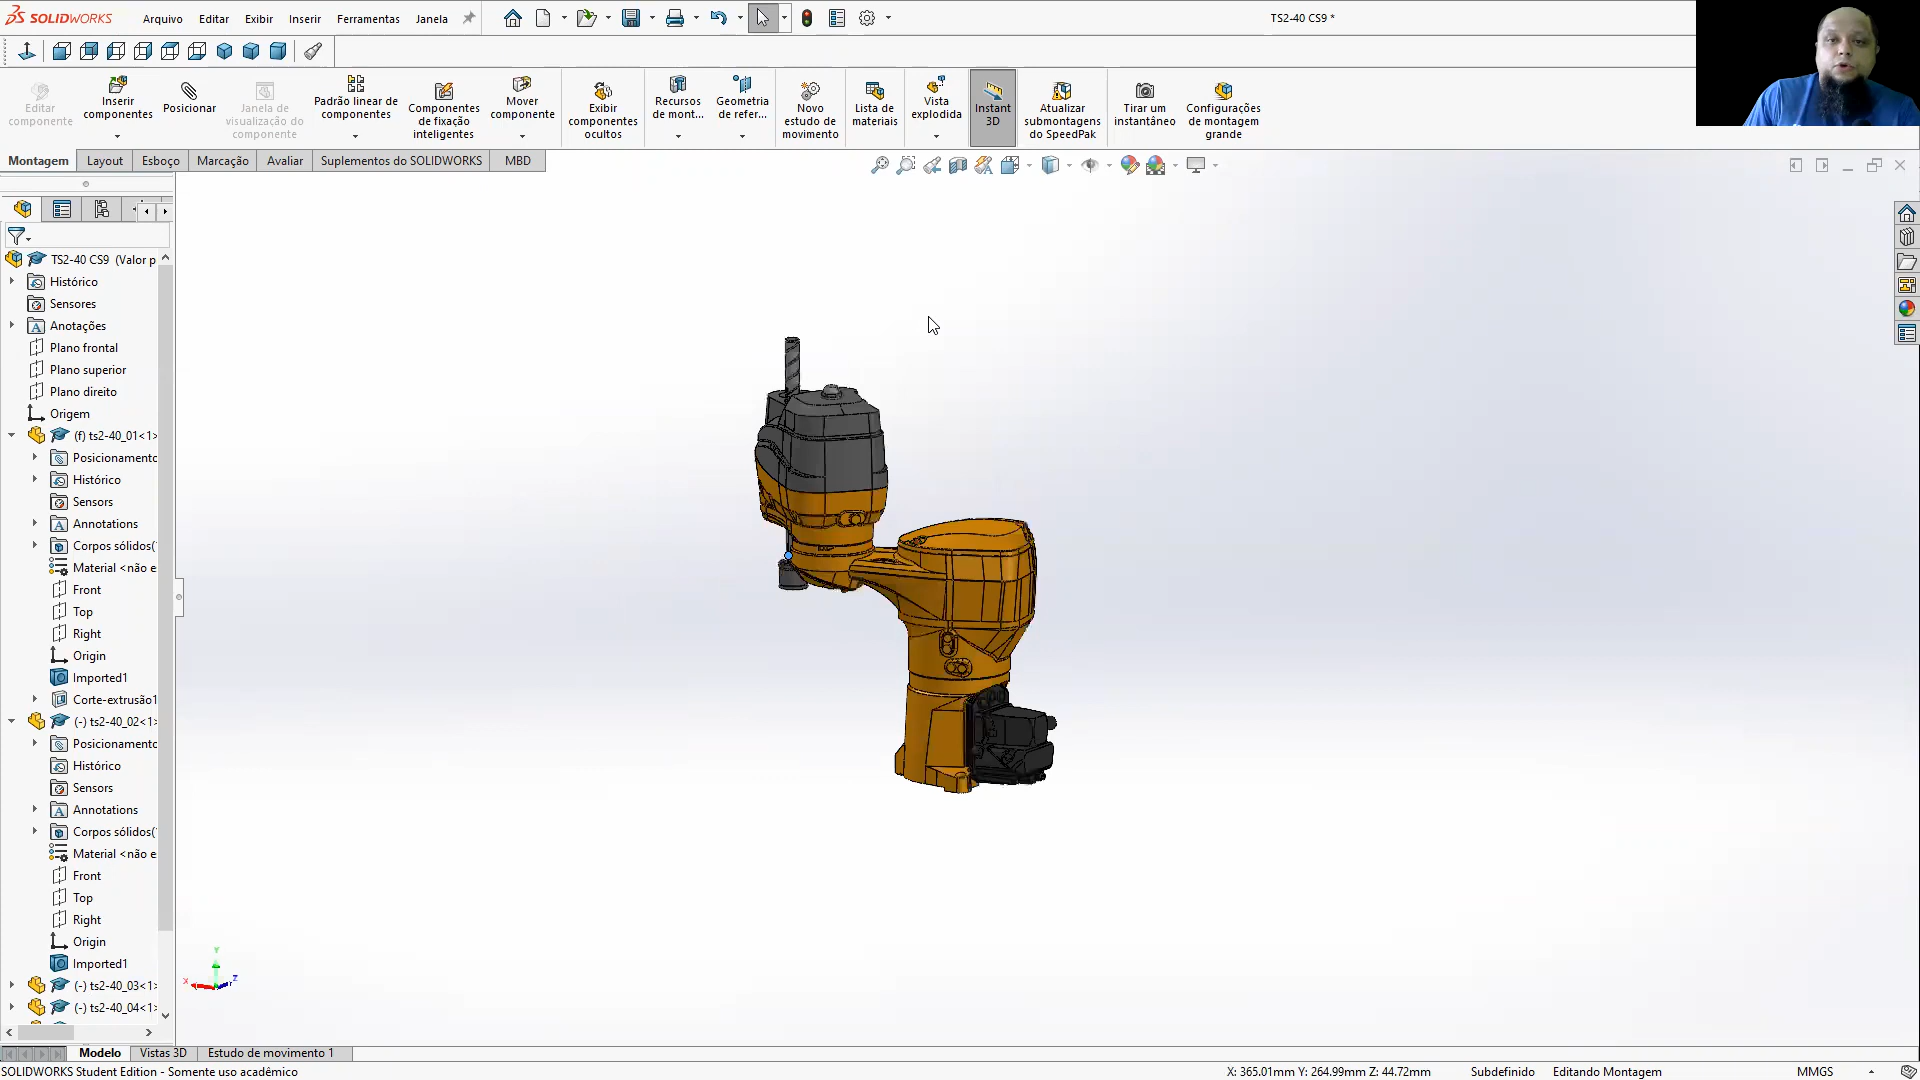 SOLIDWORKS
Arquivo Editar Exibir Inserir Ferramentas Janela
TS2-40 CS9 *
Editar componente
Inserir componentes
Posicionar
Janela de visualização do componente
Padrão linear de componentes
Componentes de fixação inteligentes
Mover componente
Exibir componentes ocultos
Recursos de mont...
Geometria de refer...
Novo estudo de movimento
Lista de materiais
Vista explodida
Instant 3D
Atualizar submontagens do SpeedPak
Tirar um instantâneo
Configurações de montagem grande
Montagem Layout Esboço Marcação Avaliar Suplementos do SOLIDWORKS MBD
TS2-40 CS9 (Valor p
Histórico
Sensores
Anotações
Plano frontal
Plano superior
Plano direito
Origem
(f) ts2-40_01<1>
Posicionamento
Histórico
Sensors
Annotations
Corpos sólidos(
Material <não e
Front
Top
Right
Origin
Imported1
Corte-extrusão1
(-) ts2-40_02<1>
Posicionamento
Histórico
Sensors
Annotations
Corpos sólidos(
Material <não e
Front
Top
Right
Origin
Imported1
(-) ts2-40_03<1>
(-) ts2-40_04<1>
Y
X
Z
Modelo Vistas 3D Estudo de movimento 1
SOLIDWORKS Student Edition - Somente uso acadêmico
X: 365.01mm Y: 264.99mm Z: 44.72mm Subdefinido Editando Montagem MMGS